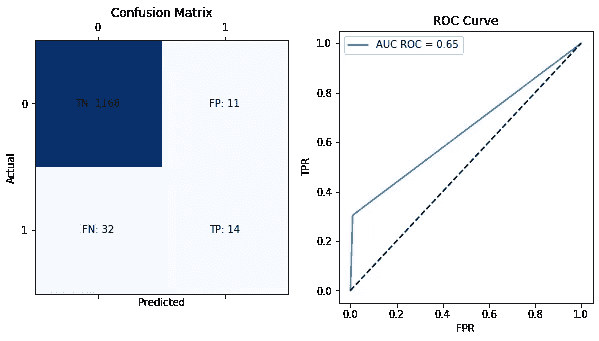 Confusion Matrix
0 1
0
TN: 1168
FP: 11
Actual
1
FN: 32
TP: 14
Predicted
ROC Curve
AUC ROC = 0.65
1.0
0.8
0.6
0.4
0.2
0.0
TPR
0.0 0.2 0.4 0.6 0.8 1.0
FPR